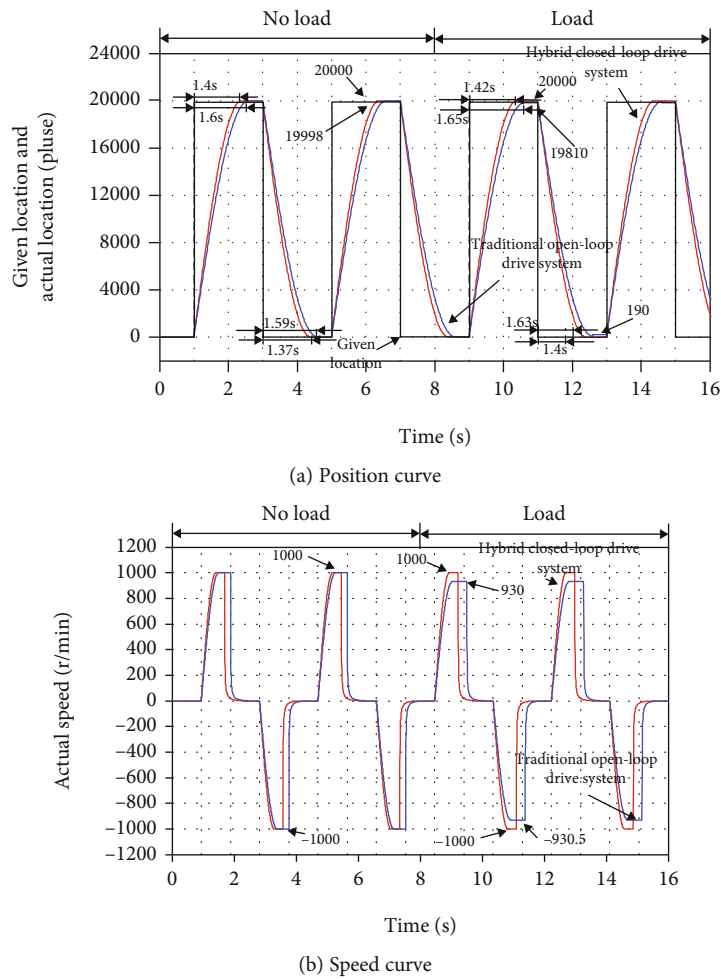 No load
Load
24000
20000
16000
12000
8000
4000
0
Given location and
actual location (pluse)
1.4s
1.6s
20000
19998
1.42s
1.65s
20000
19810
Hybrid closed-loop drive
system
Traditional open-loop
drive system
1.59s
1.37s
Given
location
1.63s
1.4s
190
0 2 4 6 8 10 12 14 16
Time (s)
(a) Position curve
No load
Load
1200
1000
800
600
400
200
0
−200
−400
−600
−800
−1000
−1200
Actual speed (r/min)
1000
1000
930
Hybrid closed-loop drive
system
Traditional open-loop
drive system
−1000
−1000
−930.5
0 2 4 6 8 10 12 14 16
Time (s)
(b) Speed curve